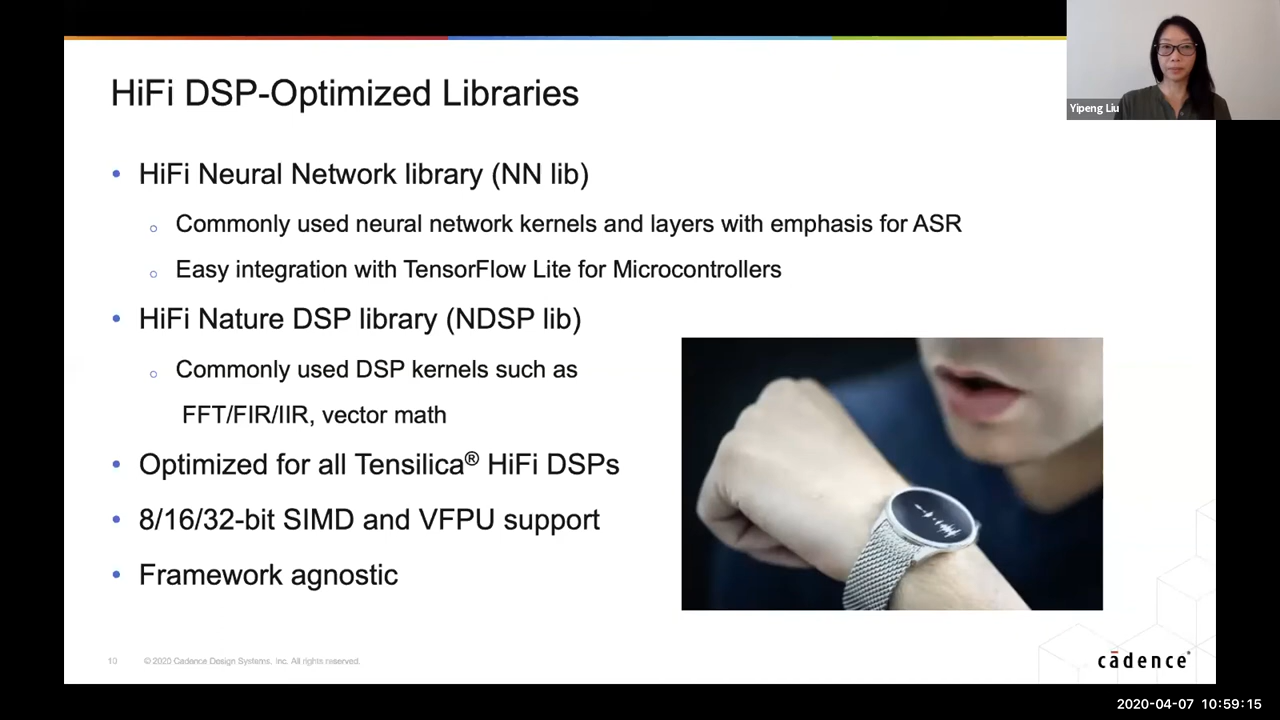 HiFi DSP-Optimized Libraries
Yipeng Liu
• HiFi Neural Network library (NN lib)
o Commonly used neural network kernels and layers with emphasis for ASR
o Easy integration with TensorFlow Lite for Microcontrollers
• HiFi Nature DSP library (NDSP lib)
o Commonly used DSP kernels such as
FFT/FIR/IIR, vector math
• Optimized for all Tensilica® HiFi DSPs
• 8/16/32-bit SIMD and VFPU support
• Framework agnostic
10 © 2020 Cadence Design Systems, Inc. All rights reserved.
cādence®
2020-04-07 10:59:15